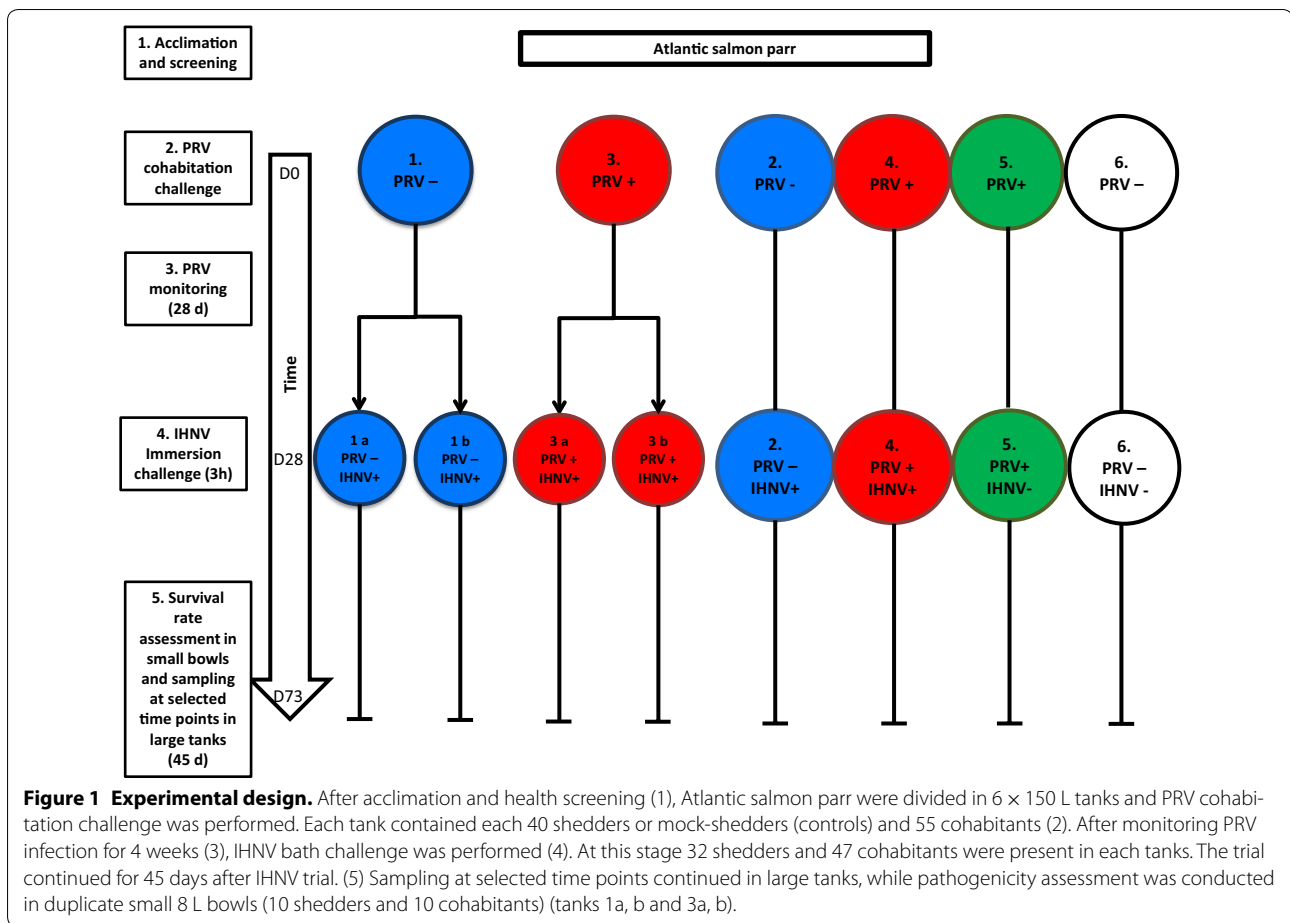 1. Acclimation
and screening
Atlantic salmon parr
2. PRV
cohabitation
challenge
D0
1.
PRV –
3.
PRV +
2.
PRV -
4.
PRV +
5.
PRV+
6.
PRV –
3. PRV
monitoring
(28 d)
Time
4. IHNV
Immersion
challenge (3h)
D28
1 a
PRV –
IHNV+
1 b
PRV –
IHNV+
3 a
PRV +
IHNV+
3 b
PRV +
IHNV+
2.
PRV –
IHNV+
4.
PRV +
IHNV+
5.
PRV+
IHNV-
6.
PRV –
IHNV -
5. Survival
rate
assessment in
small bowls
and sampling
at selected
time points in
large tanks
(45 d)
D73
Figure 1 Experimental design. After acclimation and health screening (1), Atlantic salmon parr were divided in 6 × 150 L tanks and PRV cohabi-
tation challenge was performed. Each tank contained each 40 shedders or mock-shedders (controls) and 55 cohabitants (2). After monitoring PRV
infection for 4 weeks (3), IHNV bath challenge was performed (4). At this stage 32 shedders and 47 cohabitants were present in each tanks. The trial
continued for 45 days after IHNV trial. (5) Sampling at selected time points continued in large tanks, while pathogenicity assessment was conducted
in duplicate small 8 L bowls (10 shedders and 10 cohabitants) (tanks 1a, b and 3a, b).